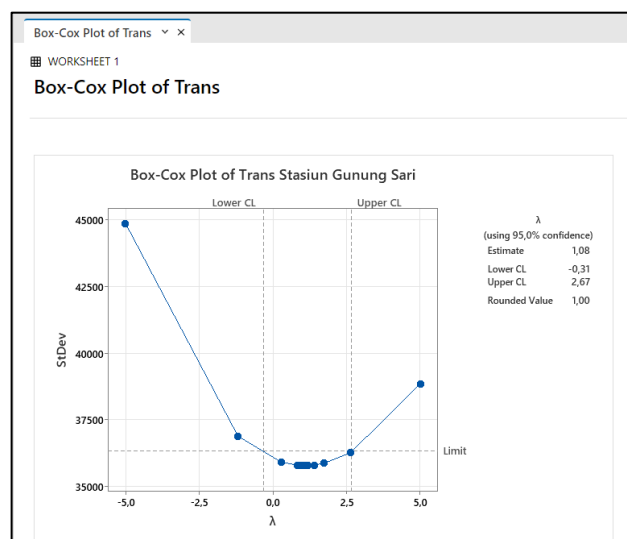 Box-Cox Plot of Trans
WORKSHEET 1
Box-Cox Plot of Trans
Box-Cox Plot of Trans Stasiun Gunung Sari
Lower CL Upper CL
45000
42500
40000
37500
35000
StDev
-5,0 -2,5 0,0 2,5 5,0
λ
Limit
λ
(using 95,0% confidence)
Estimate 1,08
Lower CL -0,31
Upper CL 2,67
Rounded Value 1,00